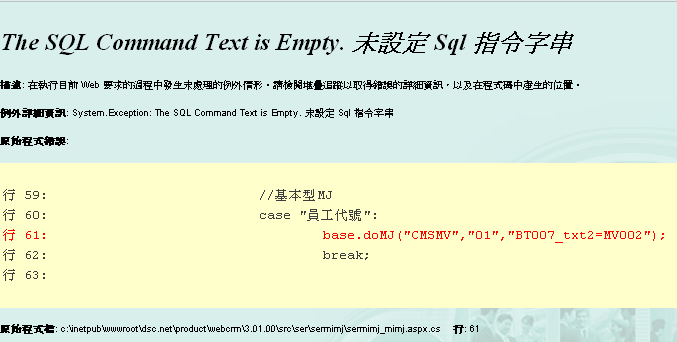 The SQL Command Text is Empty. 未設定 Sql 指令字串
描述: 在執行目前 Web 要求的過程中發生未處理的例外情形。請檢閱堆疊追蹤以取得錯誤的詳細資訊，以及在程式碼中產生的位置。
例外詳細資訊: System.Exception: The SQL Command Text is Empty. 未設定 Sql 指令字串
原始程式錯誤:
行 59: //基本型MJ
行 60: case "員工代號":
行 61: base.doMJ("CMSMV","01","BT007_txt2=MV002");
行 62: break;
行 63:
原始程式檔: c:\inetpub\wwwroot\dsc.net\product\webcrm\3.01.00\src\ser\sermimj\sermimj_mimj.aspx.cs 行: 61